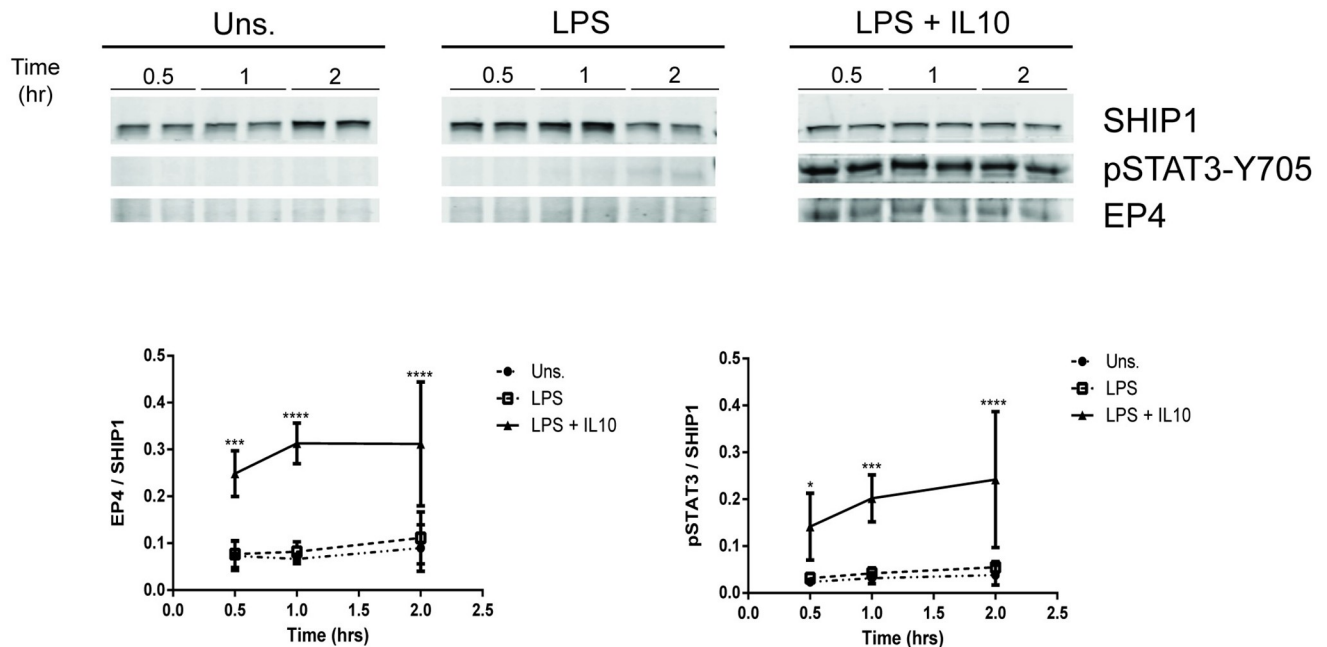 Uns. LPS LPS + IL10
Time
(hr)
0.5 1 2 0.5 1 2 0.5 1 2
SHIP1
pSTAT3-Y705
EP4
EP4 / SHIP1
0.5
0.4
0.3
0.2
0.1
0.0
*** **** ****
0.0 0.5 1.0 1.5 2.0 2.5
Time (hrs)
Uns.
LPS
LPS + IL10
pSTAT3 / SHIP1
0.5
0.4
0.3
0.2
0.1
0.0
* *** ****
0.0 0.5 1.0 1.5 2.0 2.5
Time (hrs)
Uns.
LPS
LPS + IL10